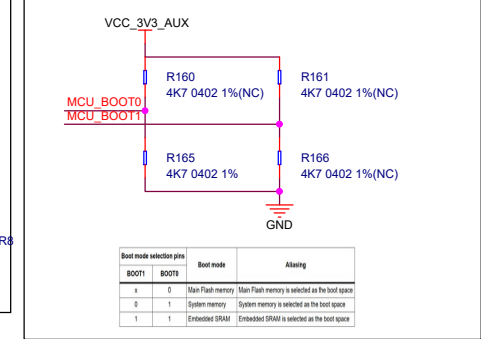 VCC_3V3_AUX
R160
4K7 0402 1%(NC)
R161
4K7 0402 1%(NC)
MCU_BOOT0
MCU_BOOT1
R165
4K7 0402 1%
R166
4K7 0402 1%(NC)
GND
R8
Boot mode selection pins Boot mode Aliasing
BOOT1 BOOT0
x 0 Main Flash memory Main Flash memory is selected as the boot space
0 1 System memory System memory is selected as the boot space
1 1 Embedded SRAM Embedded SRAM is selected as the boot space